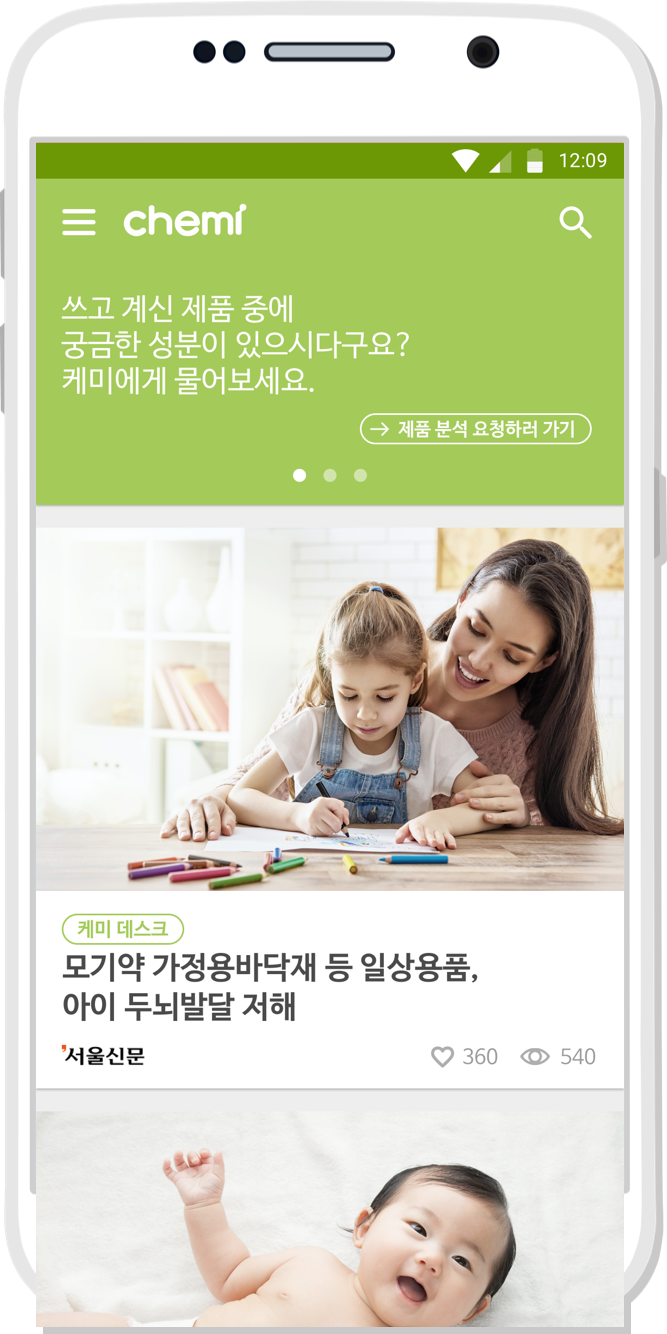 12:09
chemi
쓰고 계신 제품 중에
궁금한 성분이 있으시다구요?
케미에게 물어보세요.
제품 분석 요청하러 가기
케미 데스크
모기약 가정용바닥재 등 일상용품,
아이 두뇌발달 저해
서울신문
360
540